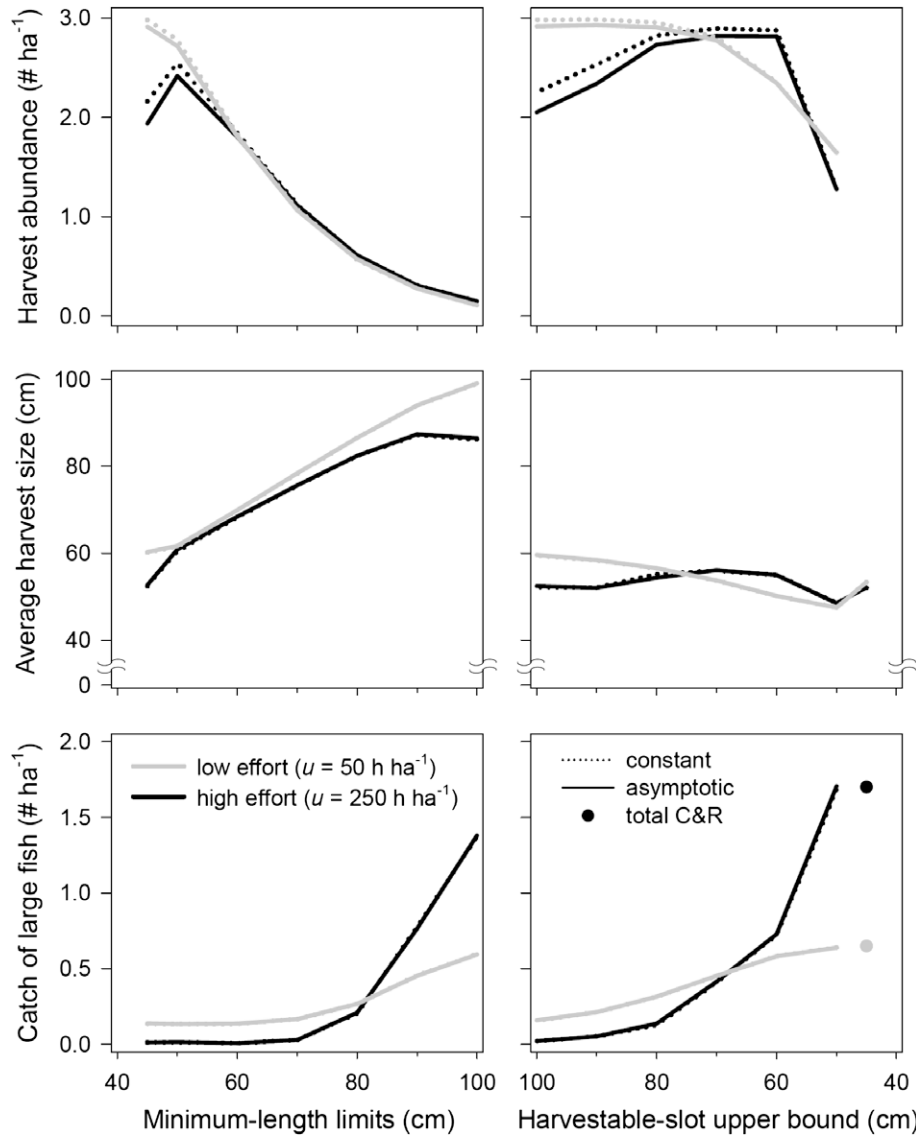 Harvest abundance (# ha-1)
3.0
2.0
1.0
0.0
Average harvest size (cm)
100
80
60
40
0
Catch of large fish (# ha-1)
2.0
1.5
1.0
0.5
0.0
low effort (u = 50 h ha-1)
high effort (u = 250 h ha-1)
constant
asymptotic
total C&R
40 60 80 100
100 80 60 40
Minimum-length limits (cm)
Harvestable-slot upper bound (cm)